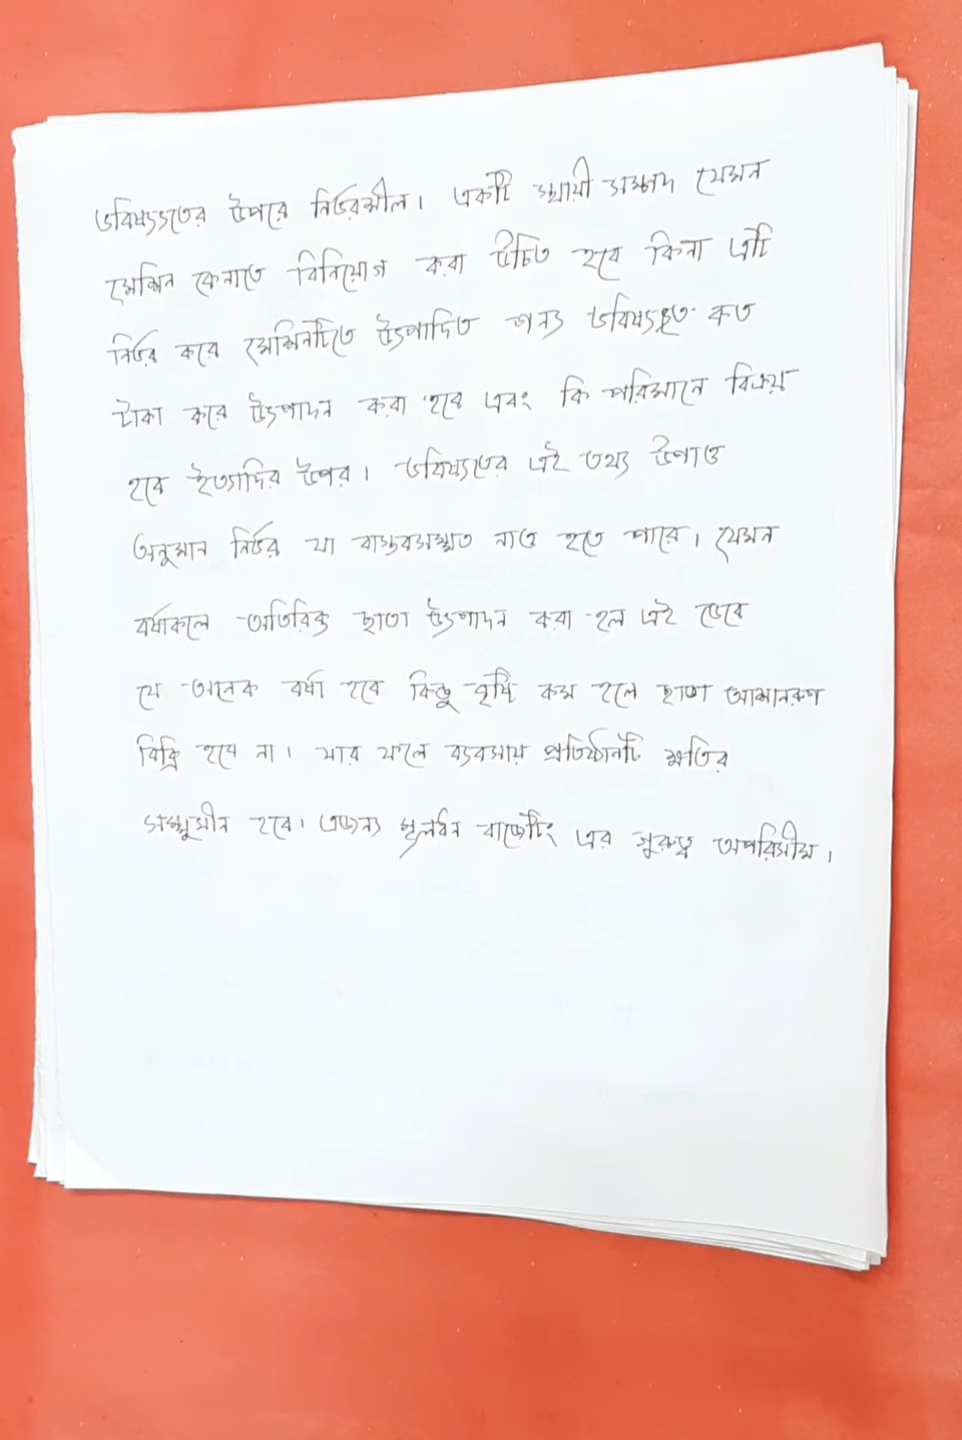 ভবিষ্যতের উপরে নির্ভরশীল। একটি স্থায়ী সম্পদ যেমন
মেশিন কেনাতে বিনিয়োগ করা উচিত হবে কিনা এটি
নির্ভর করে মেশিনটিতে উৎপাদিত পন্য ভবিষ্যতে কত
টাকা করে উৎপাদন করা হবে এবং কি পরিমানে বিক্রয়
হবে ইত্যাদির উপর। ভবিষ্যতের এই তথ্য উপাত্ত
অনুমান নির্ভর যা বাস্তবসম্মত নাও হতে পারে। যেমন
বর্ষাকালে অতিরিক্ত ছাতা উৎপাদন করা হল এই ভেবে
যে অনেক বর্ষা হবে কিন্তু বৃষ্টি কম হলে ছাতা আশানরূপ
বিক্রি হবে না। যার ফলে ব্যবসায় প্রতিষ্ঠানটি ক্ষতির
সম্মুখীন হবে। এজন্য মূলধন বাজেটিং এর গুরুত্ব অপরিসীম।